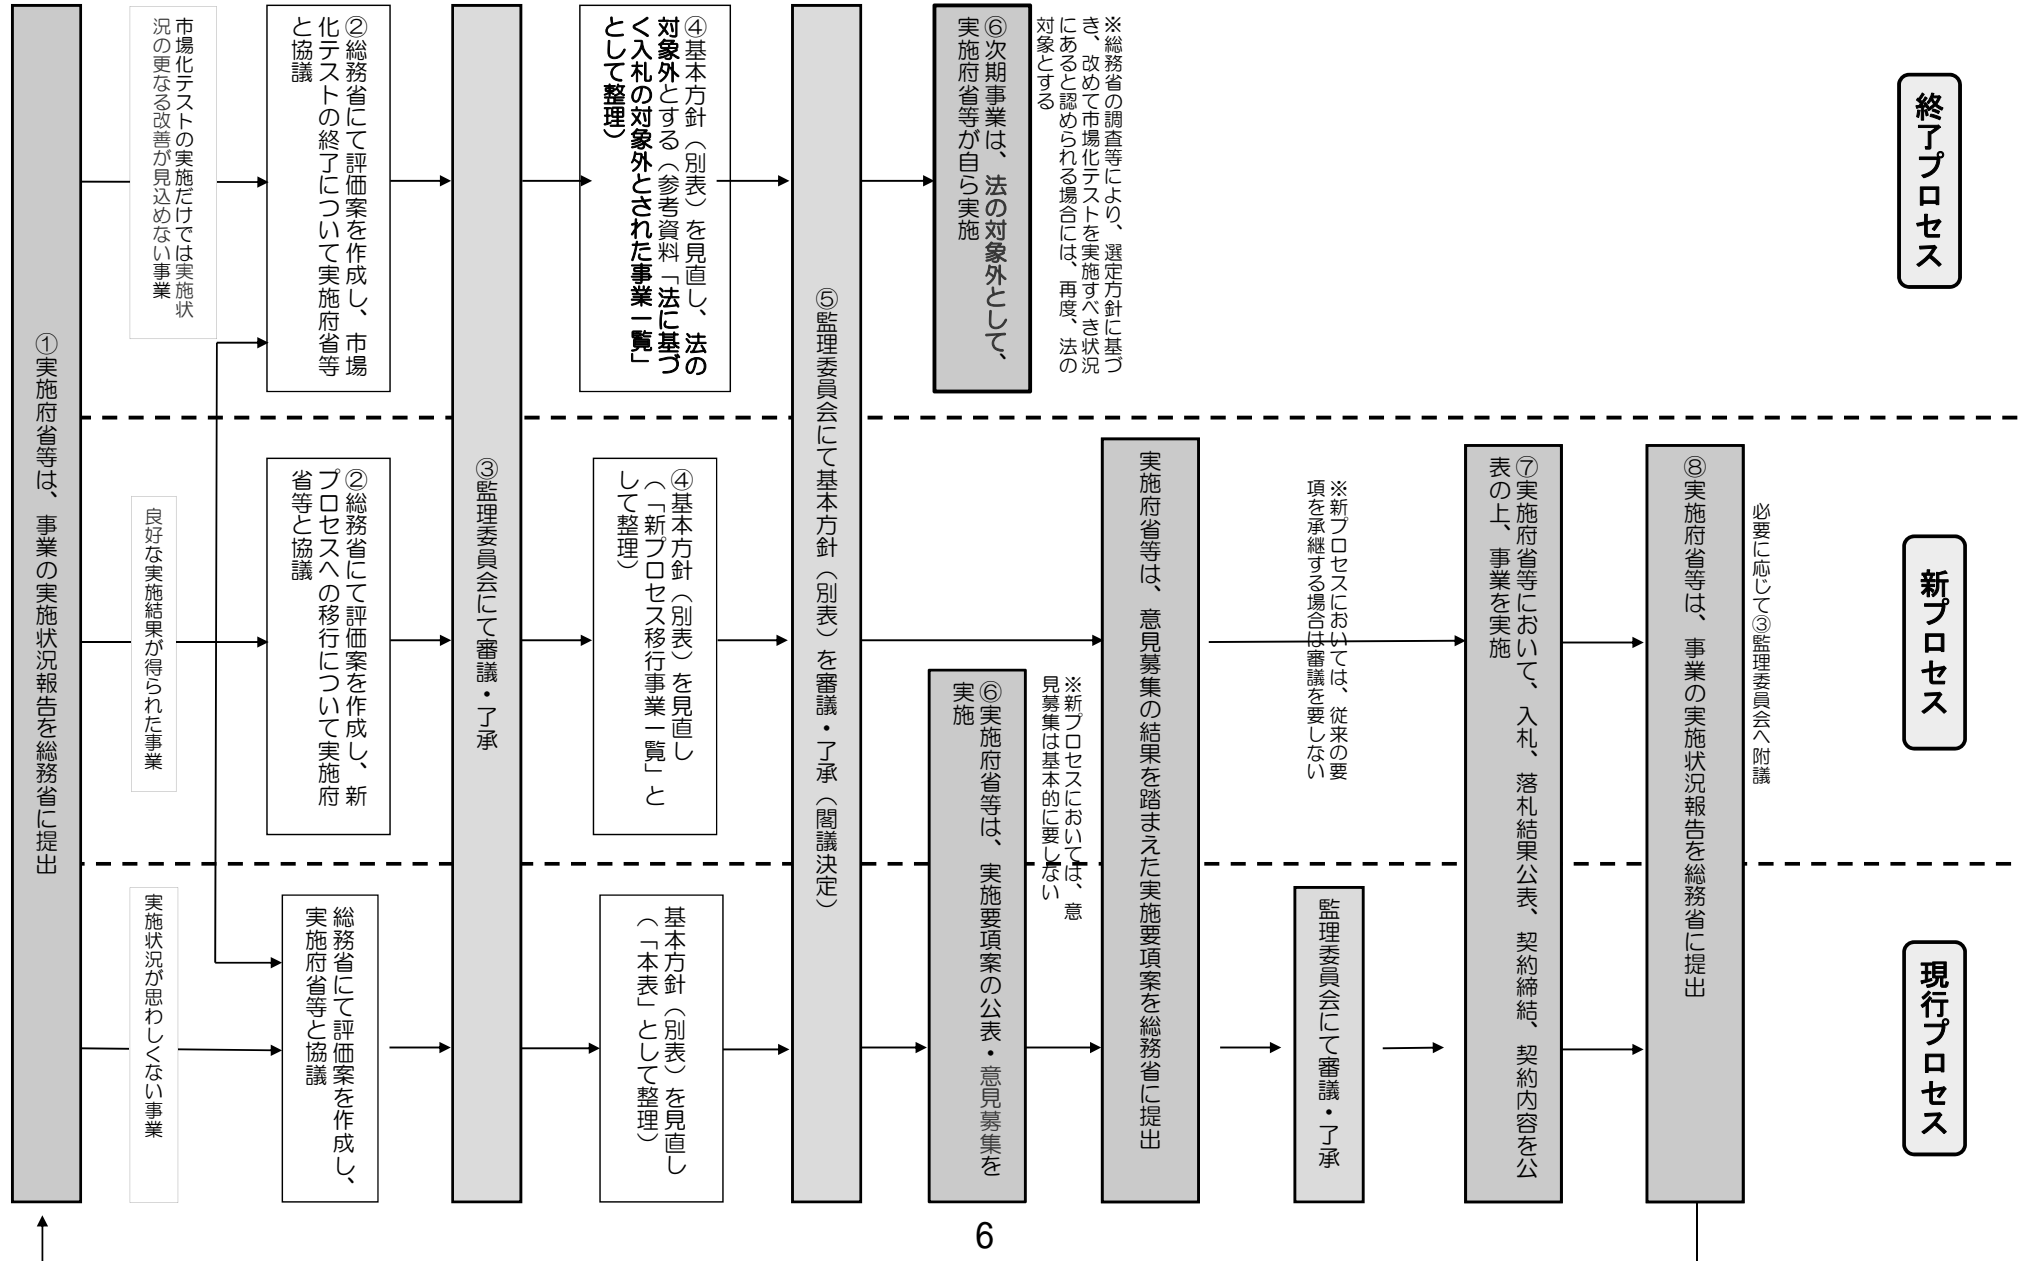 ①実施府省等は、事業の実施状況報告を総務省に提出
市場化テストの実施だけでは実施状
況の更なる改善が見込めない事業
②総務省にて評価案を作成し、市場
化テストの終了について実施府省等
と協議
③監理委員会にて審議・了承
④基本方針（別表）を見直し、法の
対象外とする（参考資料「法に基づ
く入札の対象外とされた事業一覧」
として整理）
⑤監理委員会にて基本方針（別表）を審議・了承（閣議決定）
⑥次期事業は、法の対象外として、
実施府省等が自ら実施
※総務省の調査等により、選定方針に基づ
き、改めて市場化テストを実施すべき状況
にあると認められる場合には、再度、法の
対象とする
終了プロセス
良好な実施結果が得られた事業
②総務省にて評価案を作成し、新
プロセスへの移行について実施府
省等と協議
④基本方針（別表）を見直し
（「新プロセス移行事業一覧」と
して整理）
実施府省等は、意見募集の結果を踏まえた実施要項案を総務省に提出
※新プロセスにおいては、従来の要
項を承継する場合は審議を要しない
⑦実施府省等において、入札、落札結果公表、契約締結、契約内容を公
表の上、事業を実施
⑧実施府省等は、事業の実施状況報告を総務省に提出
必要に応じて③監理委員会へ附議
新プロセス
実施状況が思わしくない事業
総務省にて評価案を作成し、
実施府省等と協議
基本方針（別表）を見直し
（「本表」として整理）
⑥実施府省等は、実施要項案の公表・意見募集を
実施
※新プロセスにおいては、意
見募集は基本的に要しない
監理委員会にて審議・了承
現行プロセス
6